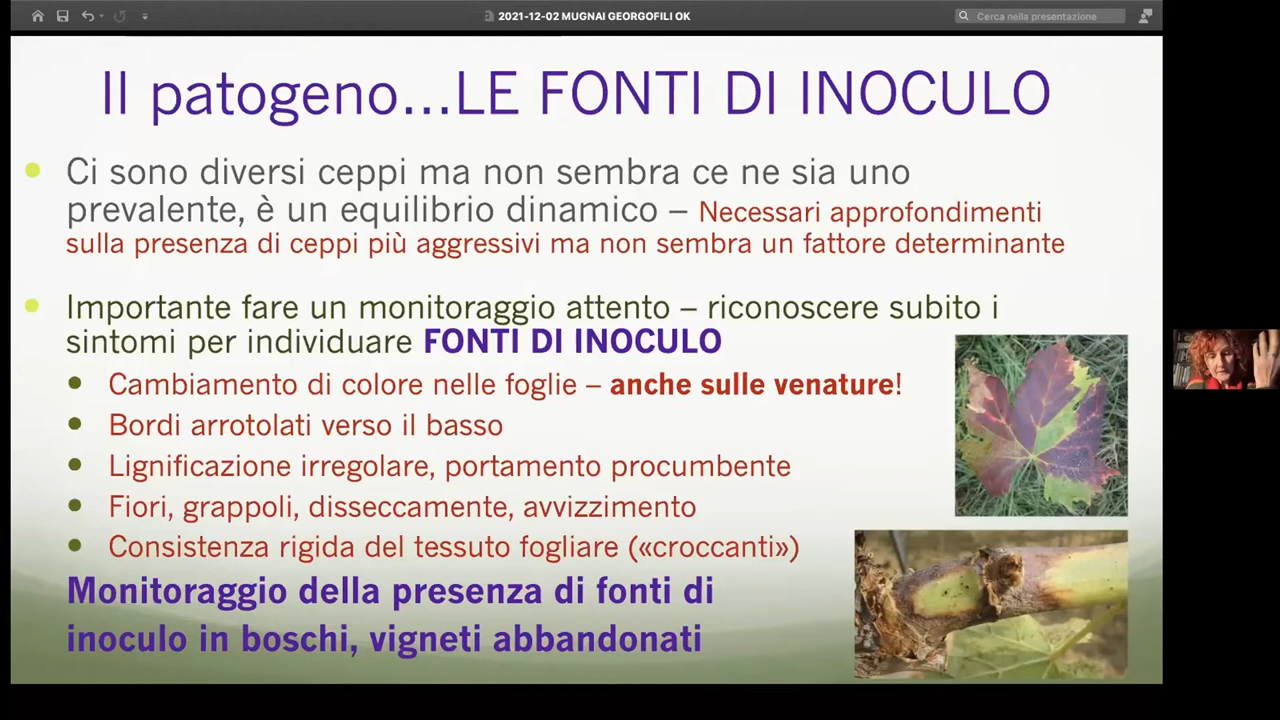 2021-12-02 MUGNAI GEORGOFILI OK
Cerca nella presentazione
Il patogeno...LE FONTI DI INOCULO
Ci sono diversi ceppi ma non sembra ce ne sia uno
prevalente, è un equilibrio dinamico – Necessari approfondimenti
sulla presenza di ceppi più aggressivi ma non sembra un fattore determinante
Importante fare un monitoraggio attento – riconoscere subito i
sintomi per individuare FONTI DI INOCULO
Cambiamento di colore nelle foglie – anche sulle venature!
Bordi arrotolati verso il basso
Lignificazione irregolare, portamento procumbente
Fiori, grappoli, disseccamente, avvizzimento
Consistenza rigida del tessuto fogliare («croccanti»)
Monitoraggio della presenza di fonti di
inoculo in boschi, vigneti abbandonati